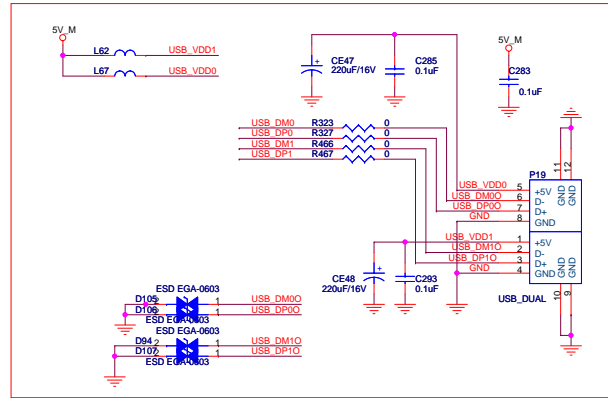 5V_M
L62 USB_VDD1
L67 USB_VDD0
CE47
220uF/16V
C285
0.1uF
5V_M
C283
0.1uF
USB_DM0 R323 0
USB_DP0 R327 0
USB_DM1 R466 0
USB_DP1 R467 0
P19
11 12
GND GND
USB_VDD0 5 +5V
USB_DM0O 6 D-
USB_DP0O 7 D+
GND 8 GND
USB_VDD1 1 +5V
USB_DM1O 2 D-
USB_DP1O 3 D+
GND 4 GND
GND GND
10 9
USB_DUAL
CE48
220uF/16V
C293
0.1uF
ESD EGA-0603
D105 2 1 USB_DM0O
D106 2 1 USB_DP0O
ESD EGA-0603
ESD EGA-0603
D94 2 1 USB_DM1O
D107 2 1 USB_DP1O
ESD EGA-0603